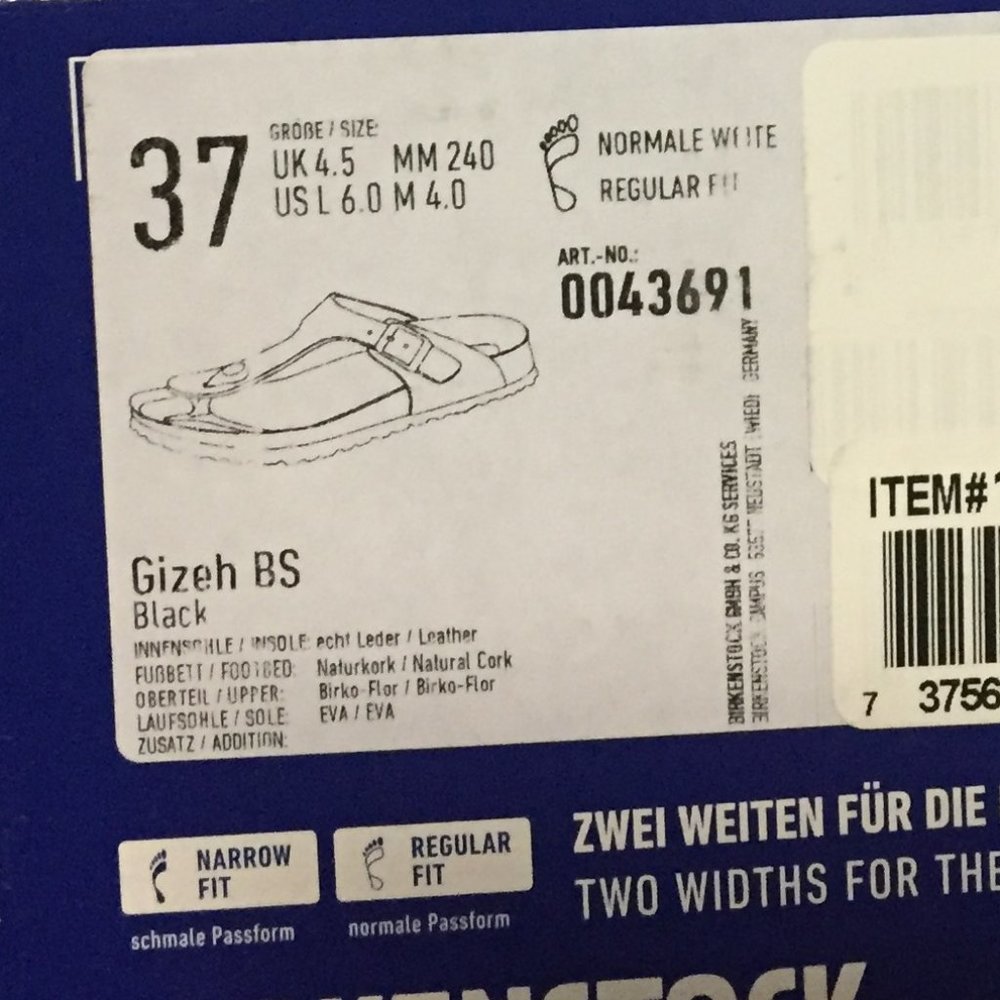 37
GRÖßE / SIZE:
UK 4.5 MM 240
US L 6.0 M 4.0
NORMALE WEITE
REGULAR FIT
ART.-NO.:
0043691
Gizeh BS
Black
INNENSOHLE / INSOLE: echt Leder / Leather
FUßBETT / FOOTBED: Naturkork / Natural Cork
OBERTEIL / UPPER: Birko-Flor / Birko-Flor
LAUFSOHLE / SOLE: EVA / EVA
ZUSATZ / ADDITION:
BIRKENSTOCK GMBH & CO. KG SERVICES
BIRKENSTOCK CAMPUS NEUSTADT (WIED) GERMANY
ITEM#
7 3756
NARROW
FIT
schmale Passform
REGULAR
FIT
normale Passform
ZWEI WEITEN FÜR DIE
TWO WIDTHS FOR THE